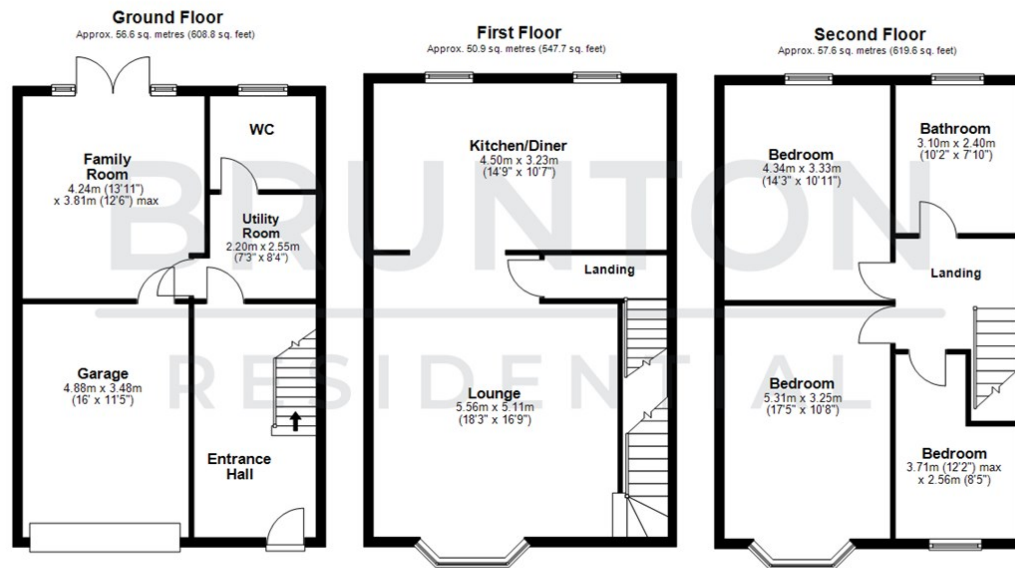 Ground Floor
Approx. 56.6 sq. metres (608.8 sq. feet)
WC
Family
Room
4.24m (13'11")
x 3.81m (12'6") max
Utility
Room
2.20m x 2.55m
(7'3" x 8'4")
Garage
4.88m x 3.48m
(16' x 11'5")
Entrance
Hall
First Floor
Approx. 50.9 sq. metres (547.7 sq. feet)
Kitchen/Diner
4.50m x 3.23m
(14'9" x 10'7")
Landing
Lounge
5.56m x 5.11m
(18'3" x 16'9")
Second Floor
Approx. 57.6 sq. metres (619.6 sq. feet)
Bedroom
4.34m x 3.33m
(14'3" x 10'11")
Bathroom
3.10m x 2.40m
(10'2" x 7'10")
Landing
Bedroom
5.31m x 3.25m
(17'5" x 10'8")
Bedroom
3.71m (12'2") max
x 2.56m (8'5")
BRUNTON
RESIDENTIAL